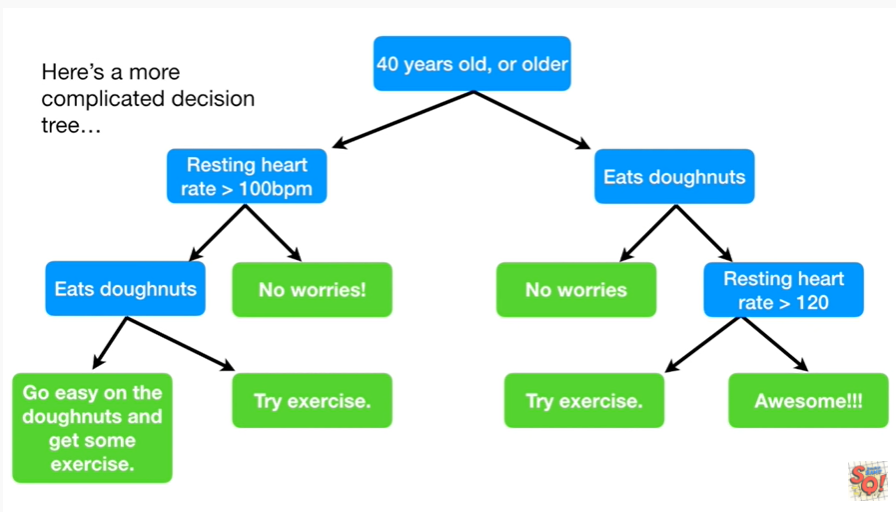 Here's a more
complicated decision
tree...
40 years old, or older
Resting heart
rate > 100bpm
Eats doughnuts
Eats doughnuts
No worries!
No worries
Resting heart
rate > 120
Go easy on the
doughnuts and
get some
exercise.
Try exercise.
Try exercise.
Awesome!!!
SQ!